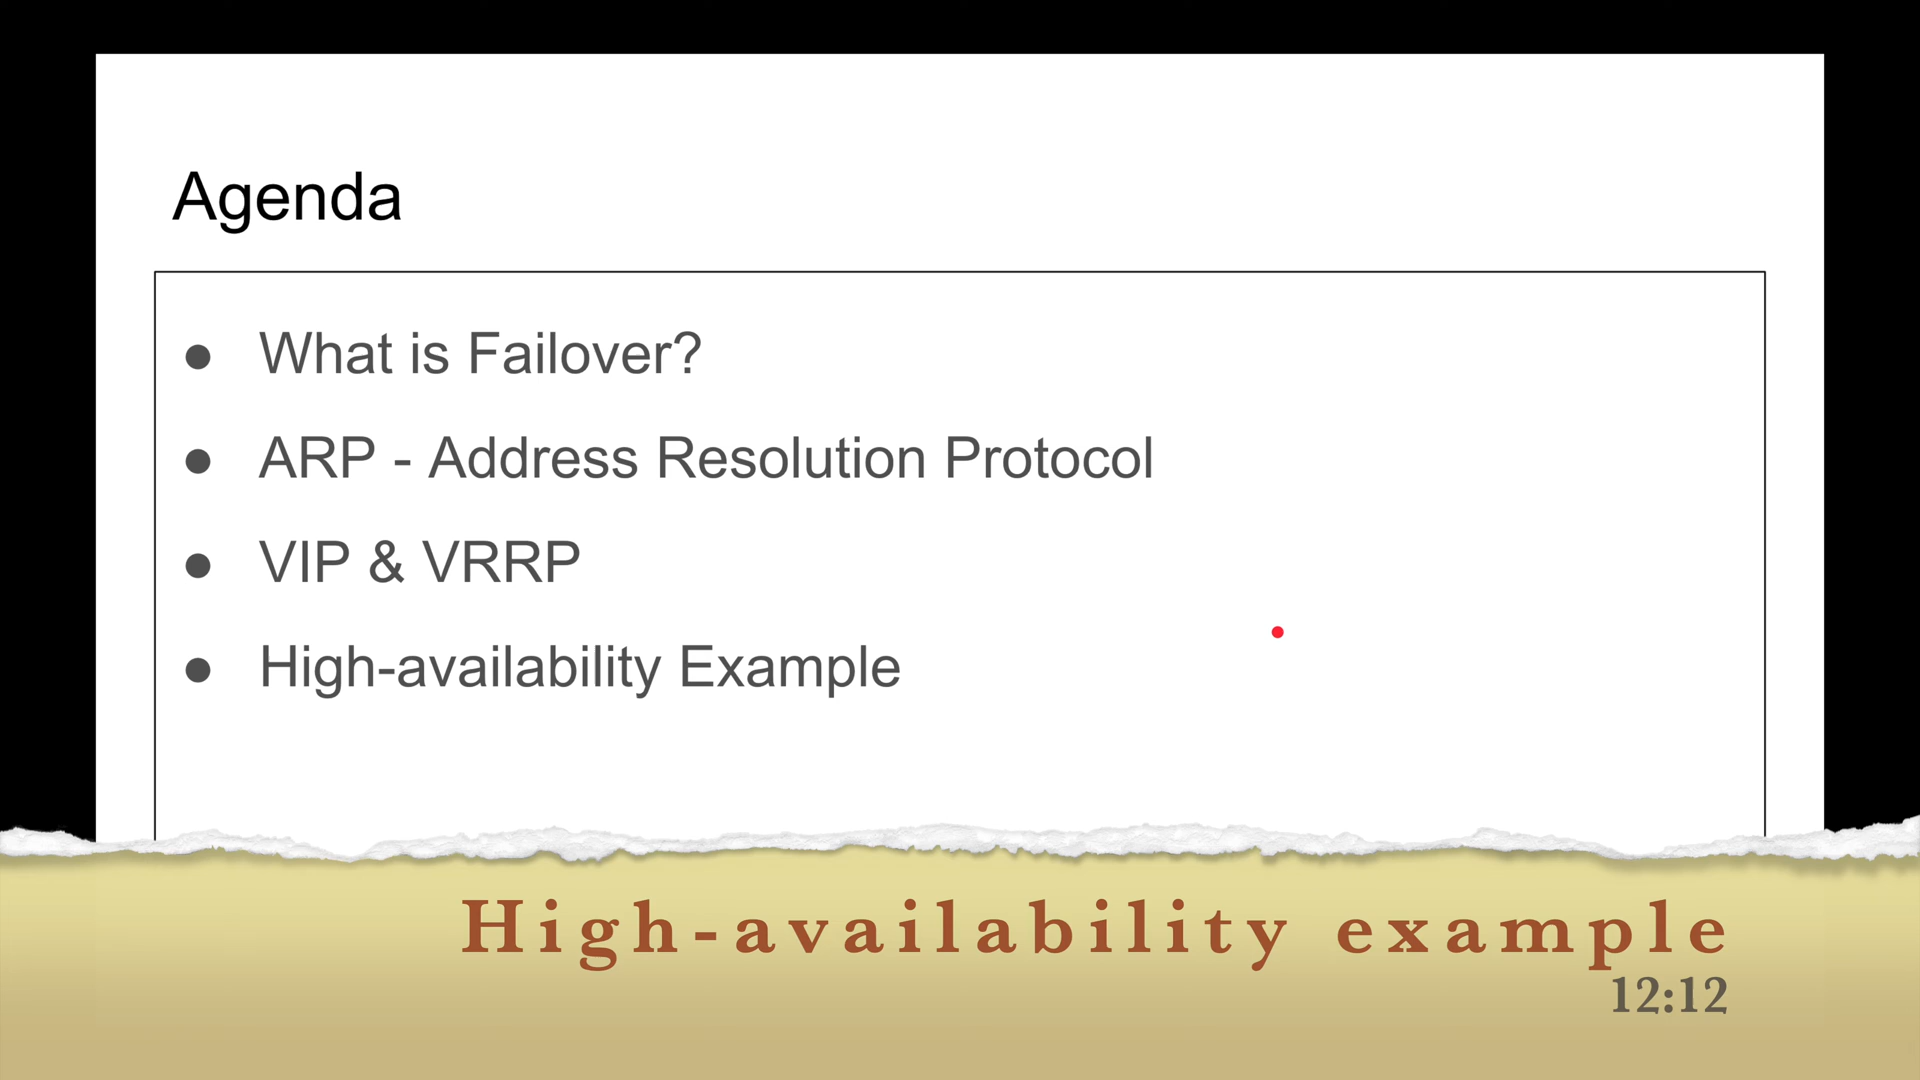 Agenda
● What is Failover?
● ARP - Address Resolution Protocol
● VIP & VRRP
● High-availability Example
High-availability example
12:12